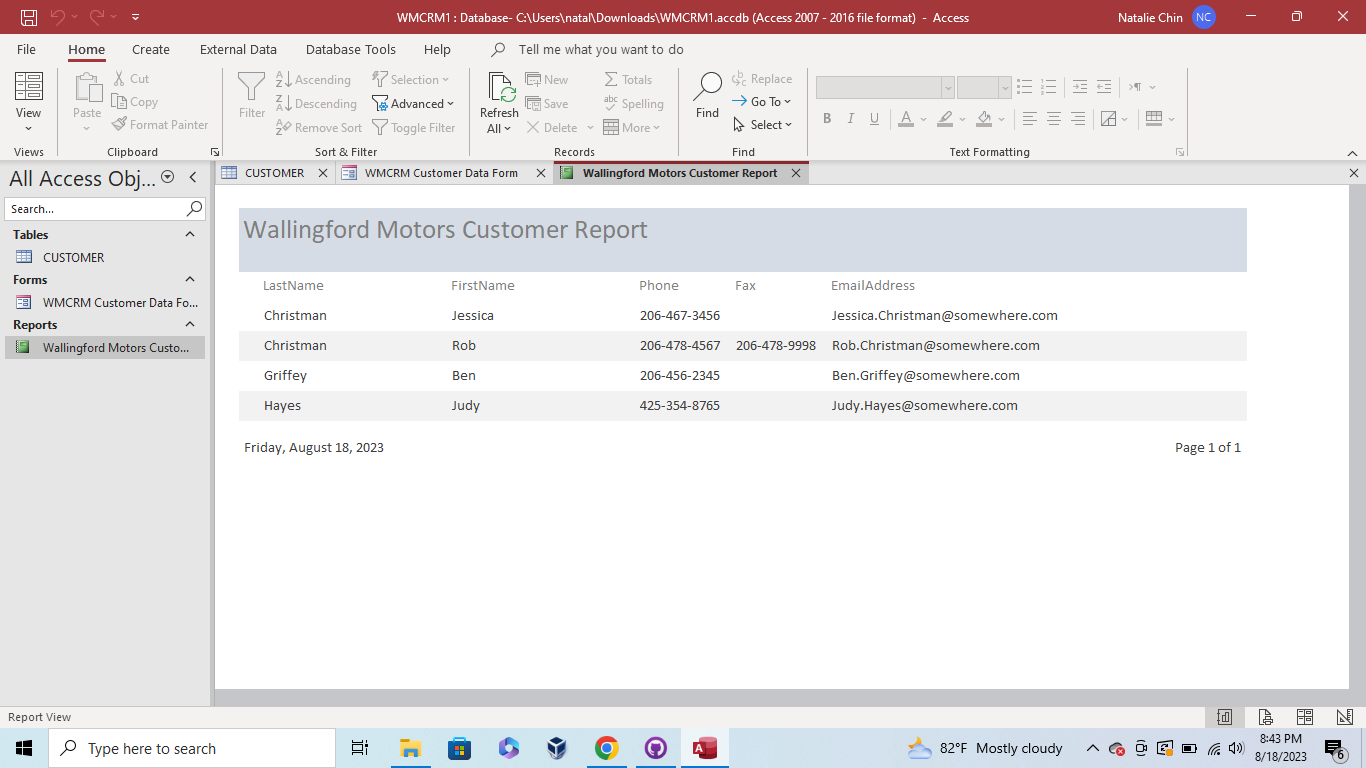 WMCRM1 : Database- C:\Users\natal\Downloads\WMCRM1.accdb (Access 2007 - 2016 file format) - Access
Natalie Chin NC
File Home Create External Data Database Tools Help Tell me what you want to do
View
Views
Paste
Cut
Copy
Format Painter
Clipboard
Filter
Ascending
Descending
Remove Sort
Selection
Advanced
Toggle Filter
Sort & Filter
Refresh
All
New
Save
Delete
Totals
Spelling
More
Records
Find
Replace
Go To
Select
Find
B I U A
Text Formatting
All Access Obj...
Search...
Tables
CUSTOMER
Forms
WMCRM Customer Data Fo...
Reports
Wallingford Motors Custo...
CUSTOMER WMCRM Customer Data Form Wallingford Motors Customer Report
Wallingford Motors Customer Report
LastName FirstName Phone Fax EmailAddress
Christman Jessica 206-467-3456 Jessica.Christman@somewhere.com
Christman Rob 206-478-4567 206-478-9998 Rob.Christman@somewhere.com
Griffey Ben 206-456-2345 Ben.Griffey@somewhere.com
Hayes Judy 425-354-8765 Judy.Hayes@somewhere.com
Friday, August 18, 2023 Page 1 of 1
Report View
Type here to search
82°F Mostly cloudy
8:43 PM
8/18/2023
6